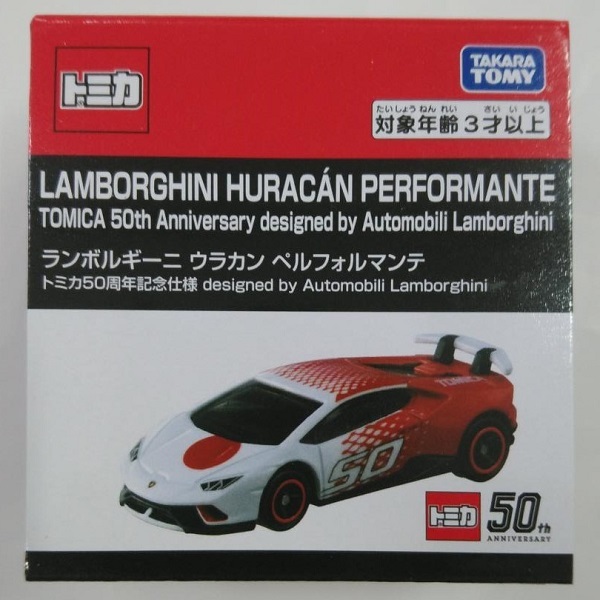 トミカ
TAKARA
TOMY
たいしょうねんれい さいいじょう
対象年齢3才以上
LAMBORGHINI HURACÁN PERFORMANTE
TOMICA 50th Anniversary designed by Automobili Lamborghini
ランボルギーニ ウラカン ペルフォルマンテ
トミカ50周年記念仕様 designed by Automobili Lamborghini
TOMICA
50
トミカ 50th
ANNIVERSARY